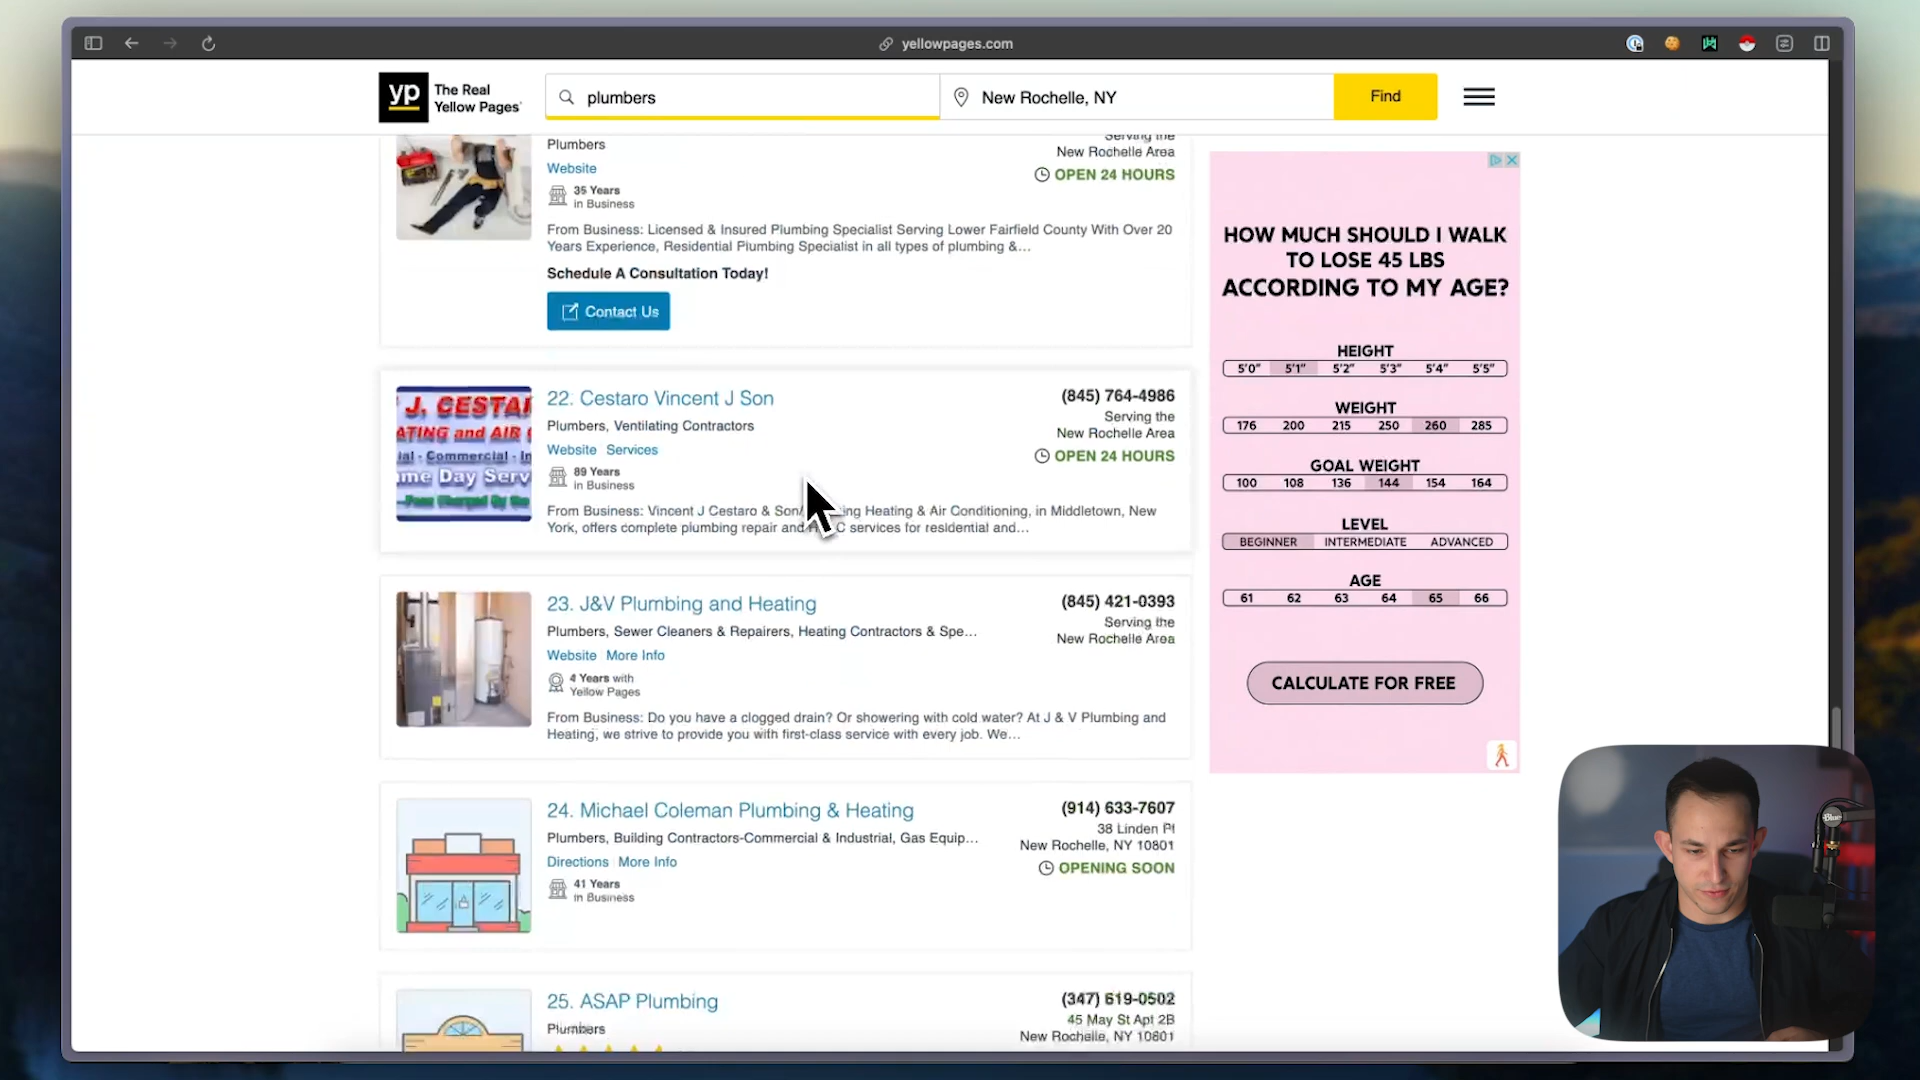 yellowpages.com
yp
The Real
Yellow Pages
plumbers
New Rochelle, NY
Find
Plumbers
Website
35 Years
in Business
From Business: Licensed & Insured Plumbing Specialist Serving Lower Fairfield County With Over 20
Years Experience, Residential Plumbing Specialist in all types of plumbing &...
Schedule A Consultation Today!
Contact Us
Serving the
New Rochelle Area
OPEN 24 HOURS
J. CESTA
ATING and AIR
ial - Commercial - In
me Day Serv
22. Cestaro Vincent J Son
Plumbers, Ventilating Contractors
Website Services
89 Years
in Business
From Business: Vincent J Cestaro & Son ing Heating & Air Conditioning, in Middletown, New
York, offers complete plumbing repair and C services for residential and...
(845) 764-4986
Serving the
New Rochelle Area
OPEN 24 HOURS
23. J&V Plumbing and Heating
Plumbers, Sewer Cleaners & Repairers, Heating Contractors & Spe...
Website More Info
4 Years with
Yellow Pages
From Business: Do you have a clogged drain? Or showering with cold water? At J & V Plumbing and
Heating, we strive to provide you with first-class service with every job. We...
(845) 421-0393
Serving the
New Rochelle Area
24. Michael Coleman Plumbing & Heating
Plumbers, Building Contractors-Commercial & Industrial, Gas Equip...
Directions More Info
41 Years
in Business
(914) 633-7607
38 Linden Pl
New Rochelle, NY 10801
OPENING SOON
25. ASAP Plumbing
Plumbers
(347) 619-0502
45 May St Apt 2B
New Rochelle, NY 10801
HOW MUCH SHOULD I WALK
TO LOSE 45 LBS
ACCORDING TO MY AGE?
HEIGHT
5'0" 5'1" 5'2" 5'3" 5'4" 5'5"
WEIGHT
176 200 215 250 260 285
GOAL WEIGHT
100 108 136 144 154 164
LEVEL
BEGINNER INTERMEDIATE ADVANCED
AGE
61 62 63 64 65 66
CALCULATE FOR FREE
Blue